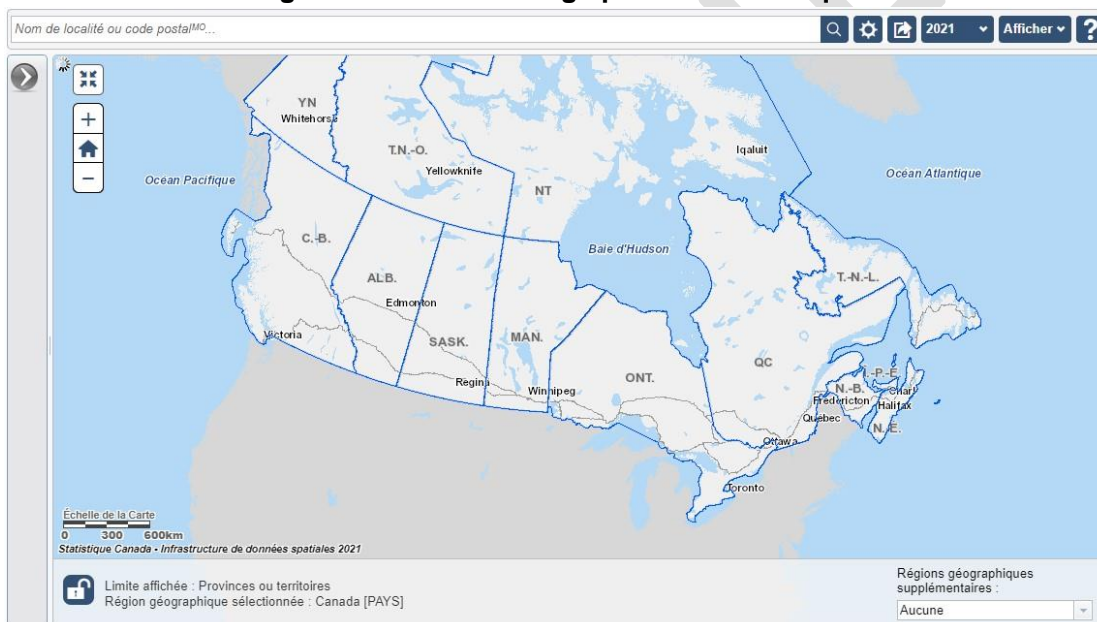 Nom de localité ou code postalᴹᴼ...
2021
Afficher
?
YN
Whitehorse
T.N.-O.
Yellowknife
NT
Iqaluit
Océan Pacifique
Océan Atlantique
C.-B.
Baie d'Hudson
ALB.
Edmonton
T.-N.-L.
Victoria
SASK.
MAN.
Regina
Winnipeg
ONT.
QC
.-P.-E.
N.-B.
Charl
Fredericton
Halifax
Québec
N.-E.
Ottawa
Toronto
Échelle de la Carte
0 300 600km
Statistique Canada - Infrastructure de données spatiales 2021
Limite affichée : Provinces ou territoires
Région géographique sélectionnée : Canada [PAYS]
Régions géographiques
supplémentaires :
Aucune